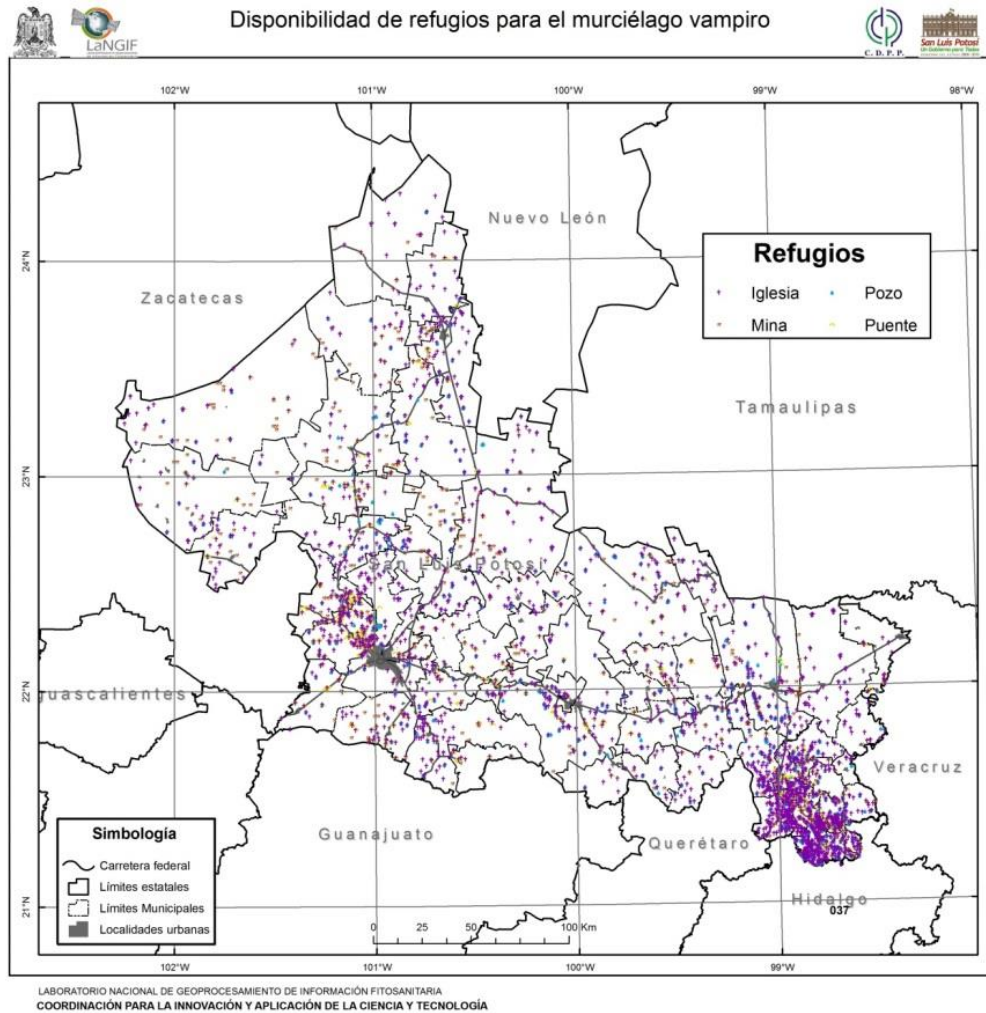 Disponibilidad de refugios para el murciélago vampiro
LaNGIF
C. D. P. P.
San Luis Potosí
102°W
101°W
100°W
99°W
98°W
Nuevo León
24°N
Refugios
Iglesia
Pozo
Mina
Puente
Zacatecas
Tamaulipas
23°N
San Luis Potosí
22°N
guascalientes
Veracruz
Guanajuato
Querétaro
Hidalgo
037
21°N
Simbología
Carretera federal
Límites estatales
Límites Municipales
Localidades urbanas
0 25 50 100 Km
102°W
101°W
100°W
99°W
LABORATORIO NACIONAL DE GEOPROCESAMIENTO DE INFORMACIÓN FITOSANITARIA
COORDINACIÓN PARA LA INNOVACIÓN Y APLICACIÓN DE LA CIENCIA Y TECNOLOGÍA